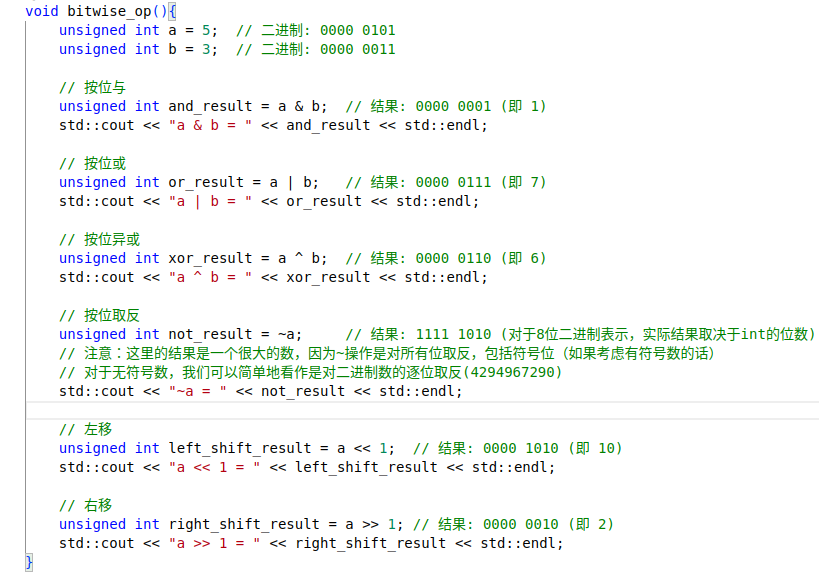 void bitwise_op(){
    unsigned int a = 5;  // 二进制: 0000 0101
    unsigned int b = 3;  // 二进制: 0000 0011

    // 按位与
    unsigned int and_result = a & b;  // 结果: 0000 0001 (即 1)
    std::cout << "a & b = " << and_result << std::endl;

    // 按位或
    unsigned int or_result = a | b;   // 结果: 0000 0111 (即 7)
    std::cout << "a | b = " << or_result << std::endl;

    // 按位异或
    unsigned int xor_result = a ^ b;  // 结果: 0000 0110 (即 6)
    std::cout << "a ^ b = " << xor_result << std::endl;

    // 按位取反
    unsigned int not_result = ~a;     // 结果: 1111 1010 (对于8位二进制表示，实际结果取决于int的位数)
    // 注意：这里的结果是一个很大的数，因为~操作是对所有位取反，包括符号位（如果考虑有符号数的话）
    // 对于无符号数，我们可以简单地看作是对二进制数的逐位取反(4294967290)
    std::cout << "~a = " << not_result << std::endl;

    // 左移
    unsigned int left_shift_result = a << 1;  // 结果: 0000 1010 (即 10)
    std::cout << "a << 1 = " << left_shift_result << std::endl;

    // 右移
    unsigned int right_shift_result = a >> 1; // 结果: 0000 0010 (即 2)
    std::cout << "a >> 1 = " << right_shift_result << std::endl;
}